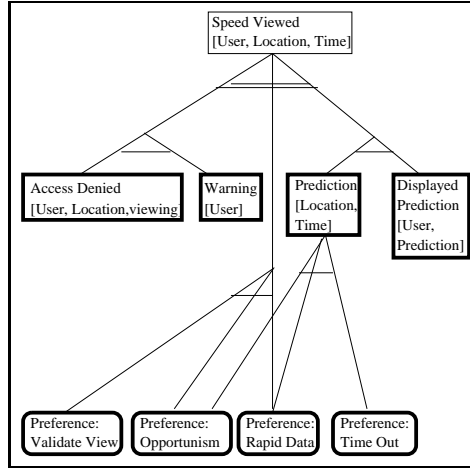 Speed Viewed
[User, Location, Time]
Access Denied
[User, Location,viewing]
Warning
[User]
Prediction
[Location,
Time]
Displayed
Prediction
[User,
Prediction]
Preference:
Validate View
Preference:
Opportunism
Preference:
Rapid Data
Preference:
Time Out